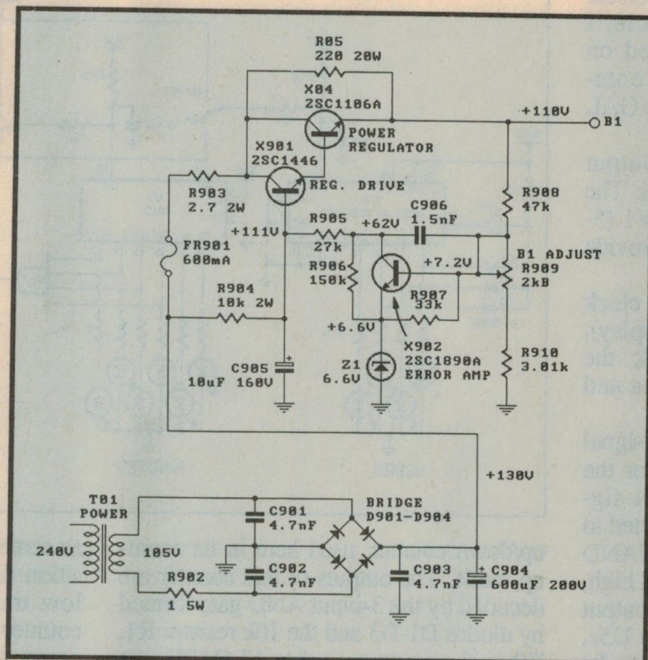 R05
220 20W
X04
2SC1106A
+110V
B1
POWER
REGULATOR
X901
2SC1446
REG. DRIVE
R903
2.7 2W
C906
1.5nF
R908
47k
+111V
R905
27k
+62V
FR901
600mA
R906
150k
+7.2V
B1 ADJUST
R909
2kB
R904
10k 2W
R907
33k
+6.6V
X902
2SC1090A
ERROR AMP
C905
10uF 160V
Z1
6.6V
R910
3.01k
+130V
T01
POWER
BRIDGE
D901-D904
C901
4.7nF
240V
105V
C902
4.7nF
R902
1 5W
C903
4.7nF
C904
600uF 200V